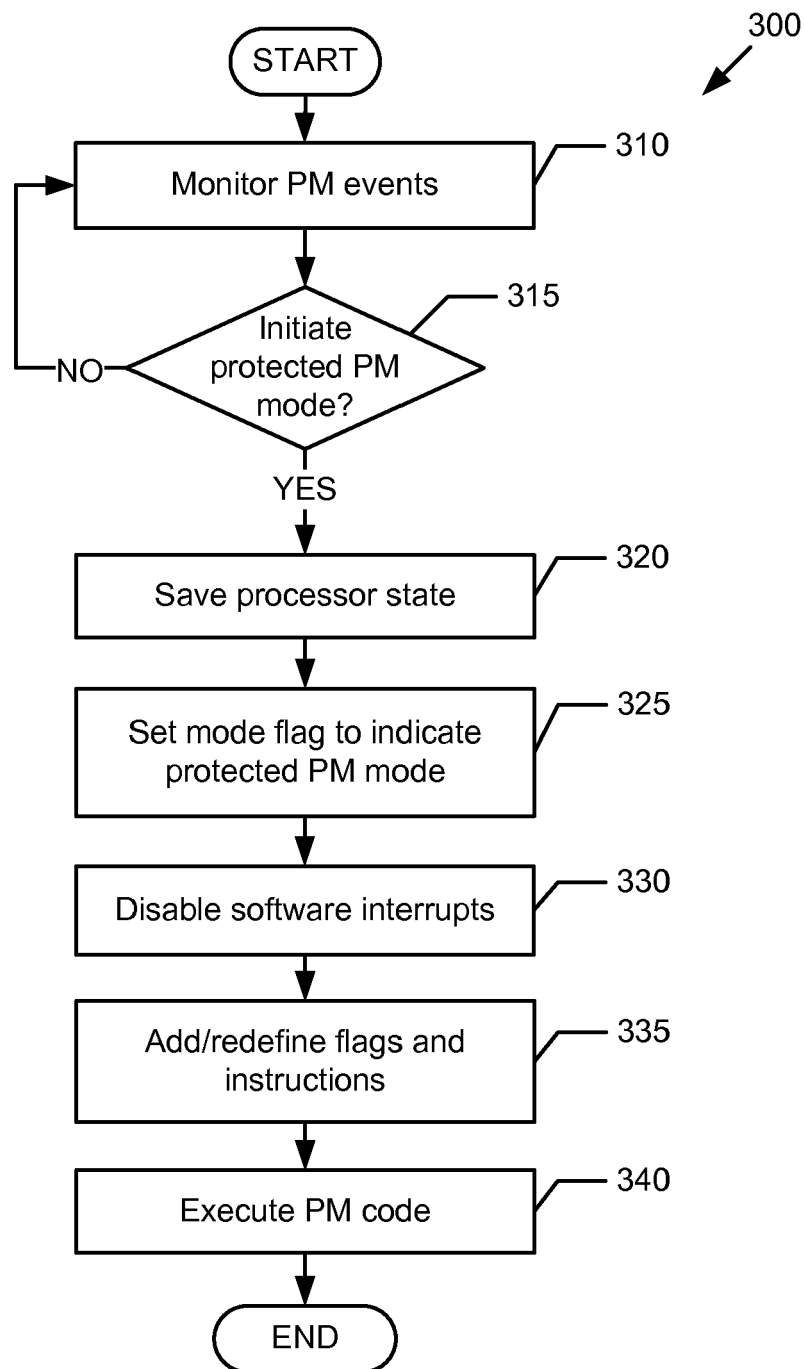 300
START
Monitor PM events
310
Initiate
protected PM
mode?
315
NO
YES
Save processor state
320
Set mode flag to indicate
protected PM mode
325
Disable software interrupts
330
Add/redefine flags and
instructions
335
Execute PM code
340
END